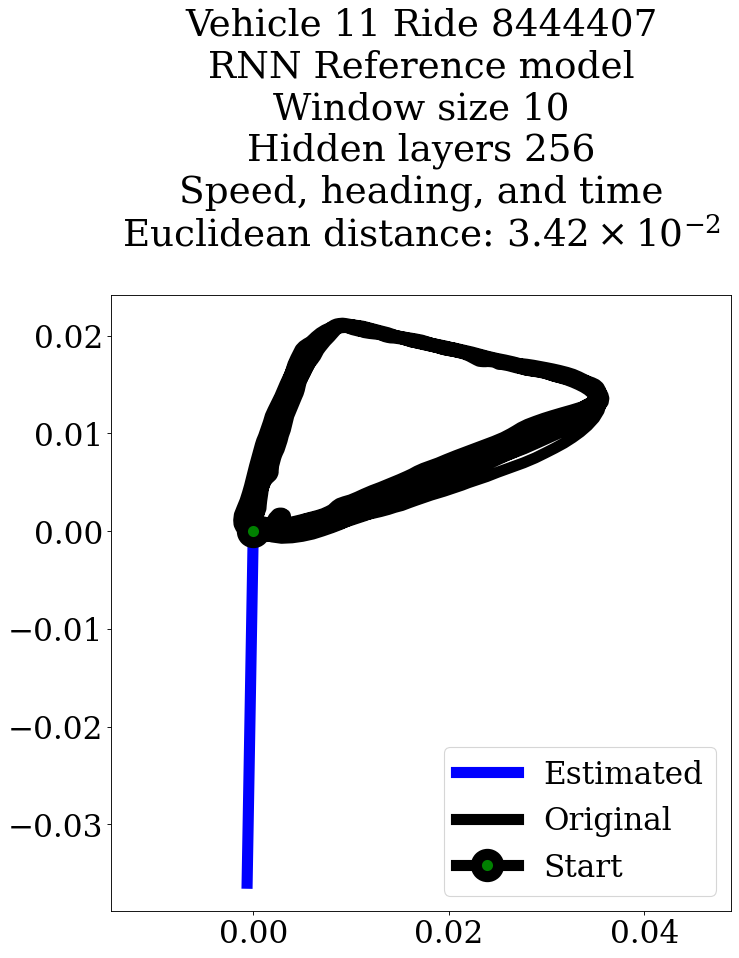 Vehicle 11 Ride 8444407
RNN Reference model
Window size 10
Hidden layers 256
Speed, heading, and time
Euclidean distance: 3.42 × 10⁻²
0.02
0.01
0.00
−0.01
−0.02
−0.03
Estimated
Original
Start
0.00 0.02 0.04